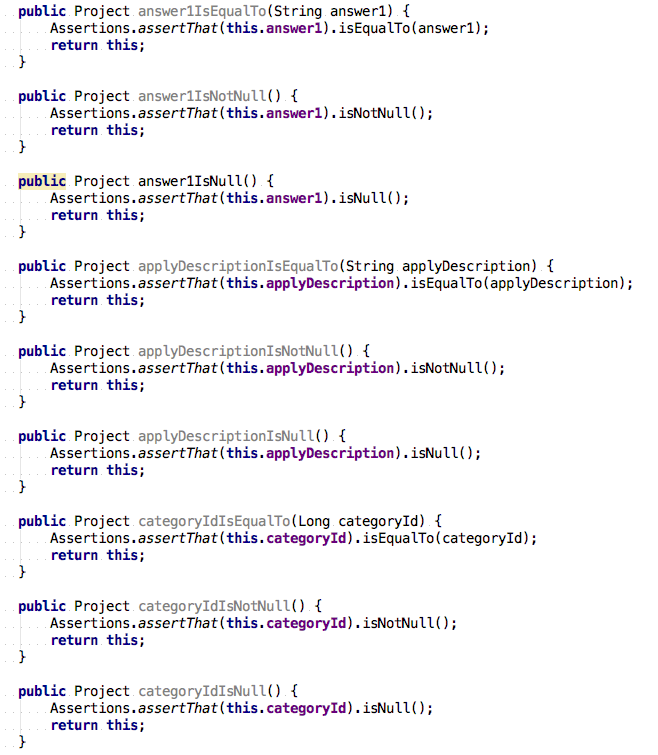 public Project answer1IsEqualTo(String answer1) {
    Assertions.assertThat(this.answer1).isEqualTo(answer1);
    return this;
}
public Project answer1IsNotNull() {
    Assertions.assertThat(this.answer1).isNotNull();
    return this;
}
public Project answer1IsNull() {
    Assertions.assertThat(this.answer1).isNull();
    return this;
}
public Project applyDescriptionIsEqualTo(String applyDescription) {
    Assertions.assertThat(this.applyDescription).isEqualTo(applyDescription);
    return this;
}
public Project applyDescriptionIsNotNull() {
    Assertions.assertThat(this.applyDescription).isNotNull();
    return this;
}
public Project applyDescriptionIsNull() {
    Assertions.assertThat(this.applyDescription).isNull();
    return this;
}
public Project categoryIdIsEqualTo(Long categoryId) {
    Assertions.assertThat(this.categoryId).isEqualTo(categoryId);
    return this;
}
public Project categoryIdIsNotNull() {
    Assertions.assertThat(this.categoryId).isNotNull();
    return this;
}
public Project categoryIdIsNull() {
    Assertions.assertThat(this.categoryId).isNull();
    return this;
}